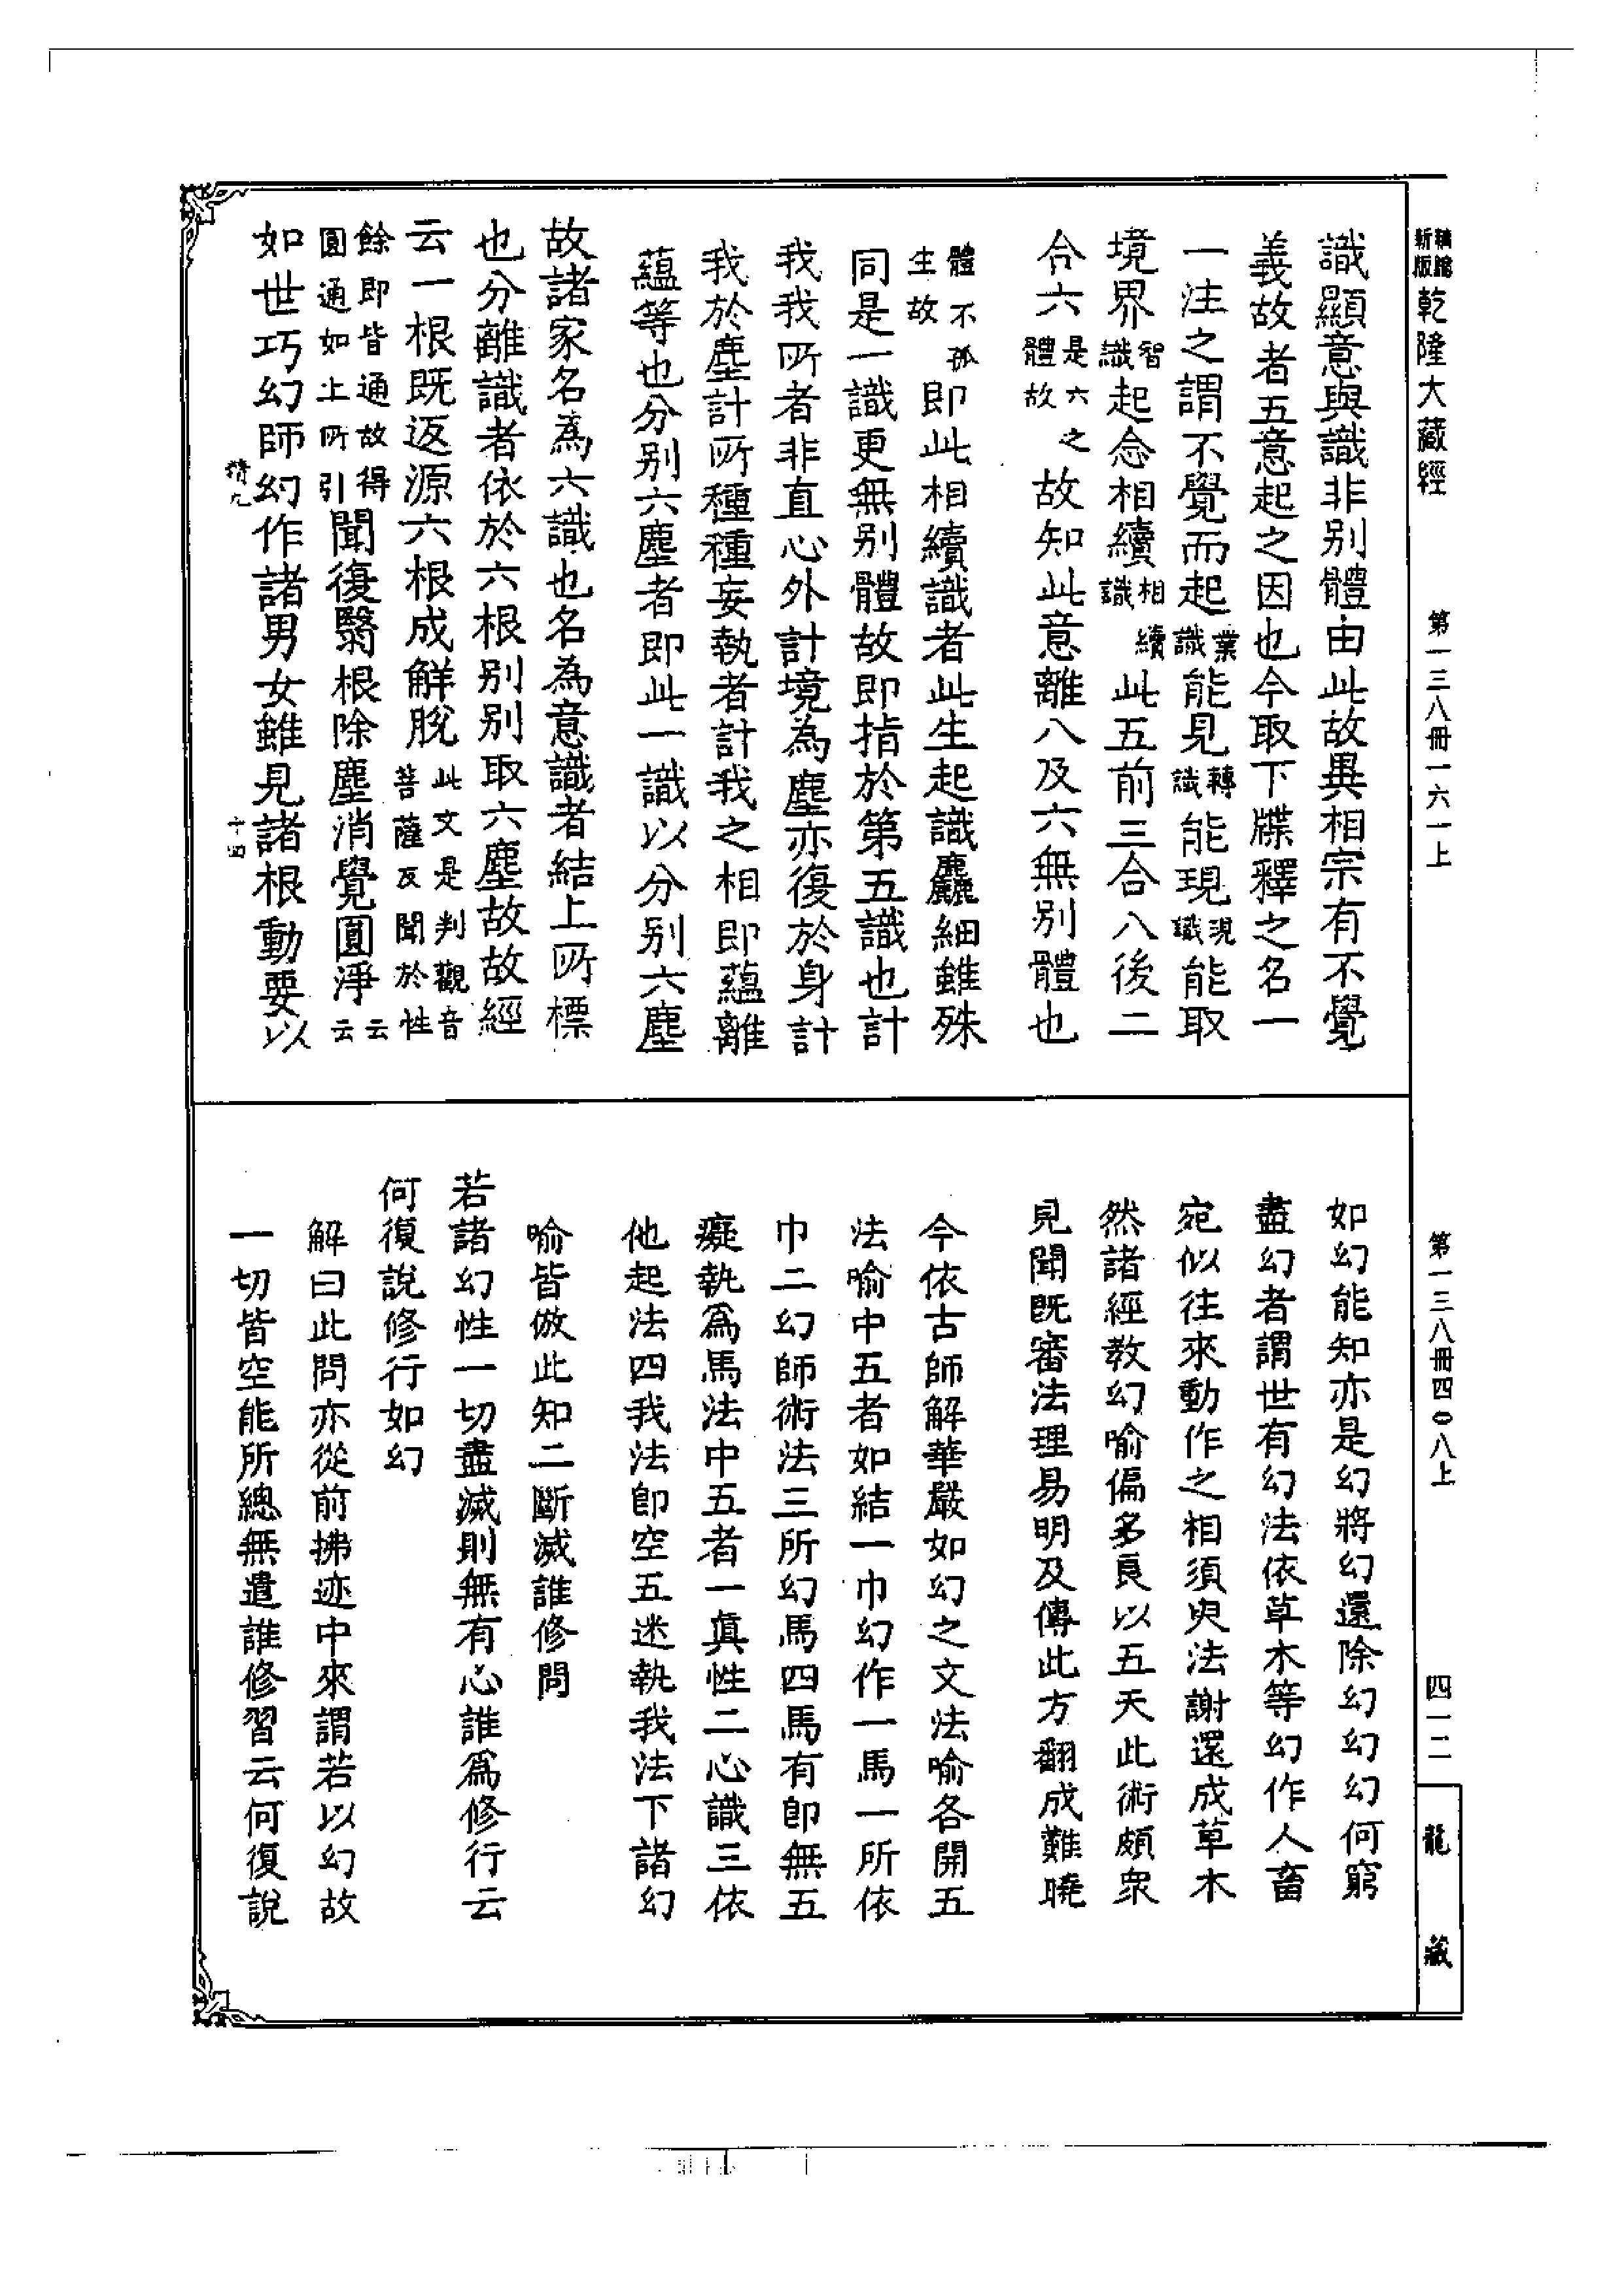 新版精縮乾隆大藏經 第一三八冊一六一上
識顯意與識非别體由此故異相宗有不覺
義故者五意起之因也今取下牒釋之名一
一注之謂不覺而起業識能見轉識能現現識能取
境界智識起念相續相續識此五前三合八後二
合六是六之體故故知此意離八及六無别體也
體不孤生故即此相續識者此生起識麤細雖殊
同是一識更無别體故即指於第五識也計
我我所者非直心外計境為塵亦復於身計
我於塵計所種種妄執者計我之相即蘊離
蘊等也分别六塵者即此一識以分别六塵
故諸家名為六識也名為意識者結上所標
也分離識者依於六根别别取六塵故故經
云一根既返源六根成解脫此文是判觀音菩薩反聞於性
餘即皆通故得圓通如上所引聞復翳根除塵消覺圓淨云云
如世巧幻師幻作諸男女雖見諸根動要以
精九 十四
第一三八冊四〇八上 四一二
龍藏
如幻能知亦是幻將幻還除幻幻幻何窮
盡幻者謂世有幻法依草木等幻作人畜
宛似往來動作之相須臾法謝還成草木
然諸經教幻喻偏多良以五天此術頗眾
見聞既審法理易明及傳此方翻成難曉
今依古師解華嚴如幻之文法喻各開五
法喻中五者如結一巾幻作一馬一所依
巾二幻師術法三所幻馬四馬有即無五
癡執爲馬法中五者一真性二心識三依
他起法四我法即空五迷執我法下諸幻
喻皆倣此知二斷滅誰修問
若諸幻性一切盡滅則無有心誰爲修行云
何復說修行如幻
解曰此問亦從前拂迹中來謂若以幻故
一切皆空能所總無遣誰修習云何復說